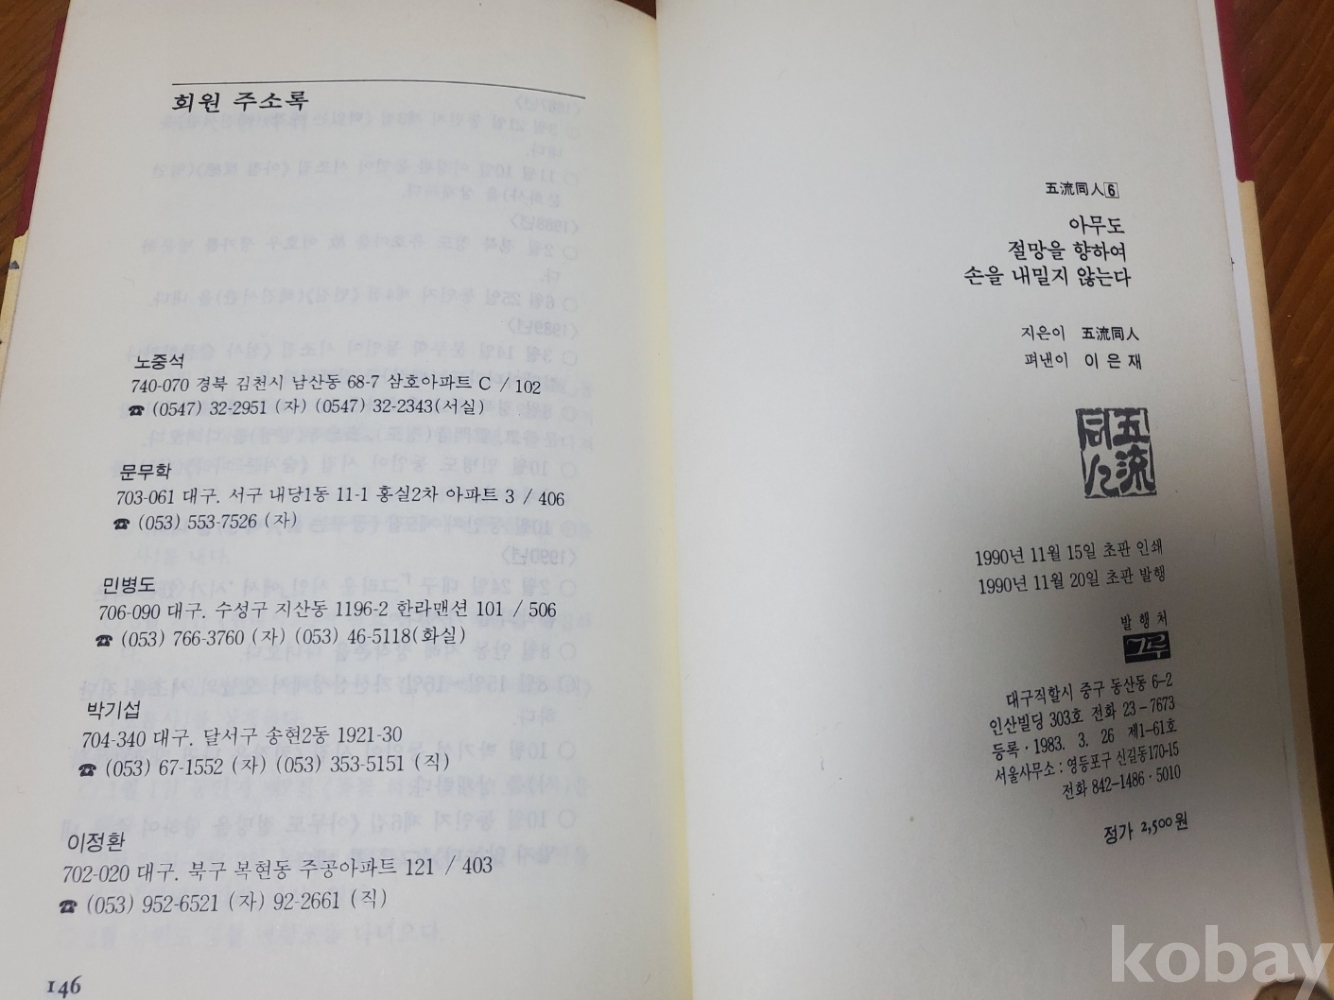 회원 주소록
노중석
740-070 경북 김천시 남산동 68-7 삼호아파트 C / 102
☎ (0547) 32-2951 (자) (0547) 32-2343(서실)
문무학
703-061 대구. 서구 내당1동 11-1 홍실2차 아파트 3 / 406
☎ (053) 553-7526 (자)
민병도
706-090 대구. 수성구 지산동 1196-2 한라맨션 101 / 506
☎ (053) 766-3760 (자) (053) 46-5118(화실)
박기섭
704-340 대구. 달서구 송현2동 1921-30
☎ (053) 67-1552 (자) (053) 353-5151 (직)
이정환
702-020 대구. 북구 복현동 주공아파트 121 / 403
☎ (053) 952-6521 (자) 92-2661 (직)
146
五流同人 6
아무도
절망을 향하여
손을 내밀지 않는다
지은이 五流同人
펴낸이 이은재
五流同人
1990년 11월 15일 초판 인쇄
1990년 11월 20일 초판 발행
발행처
그루
대구직할시 중구 동산동 6-2
인산빌딩 303호 전화 23-7673
등록·1983. 3. 26 제1-61호
서울사무소 : 영등포구 신길동 170-15
전화 842-1486·5010
정가 2,500원
kobay